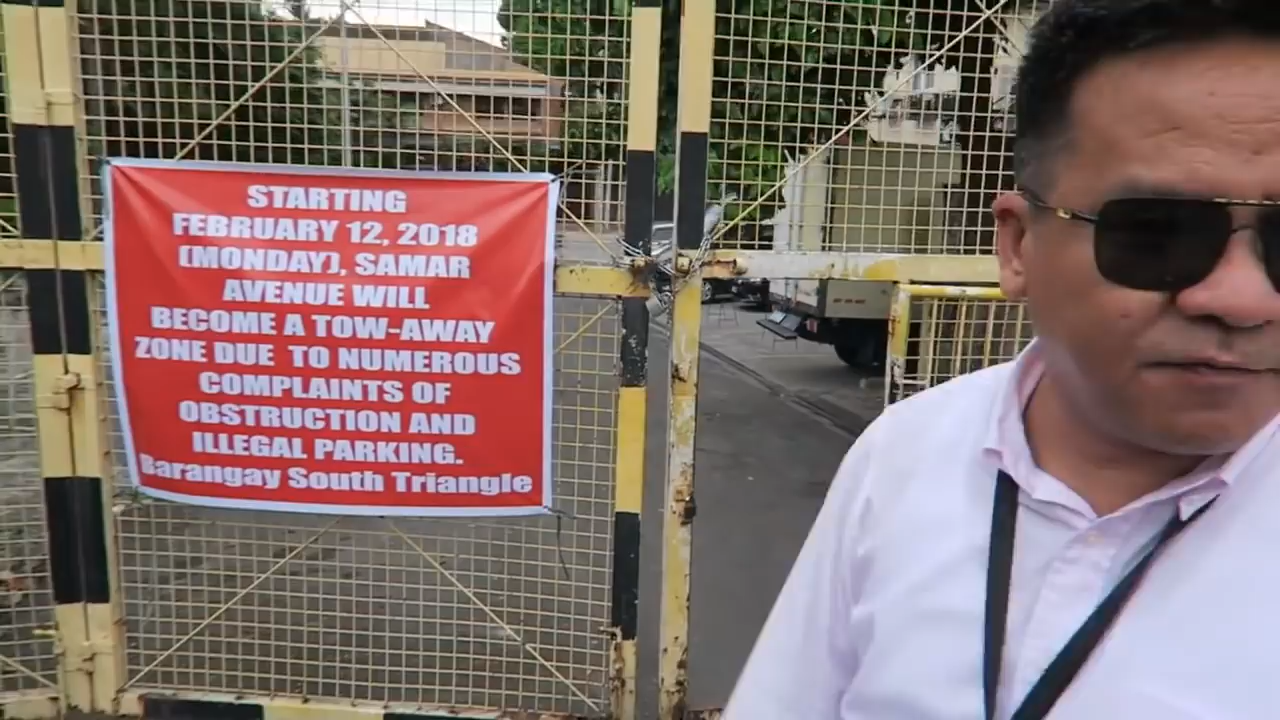 STARTING
FEBRUARY 12, 2018
(MONDAY), SAMAR
AVENUE WILL
BECOME A TOW-AWAY
ZONE DUE TO NUMEROUS
COMPLAINTS OF
OBSTRUCTION AND
ILLEGAL PARKING.
Barangay South Triangle